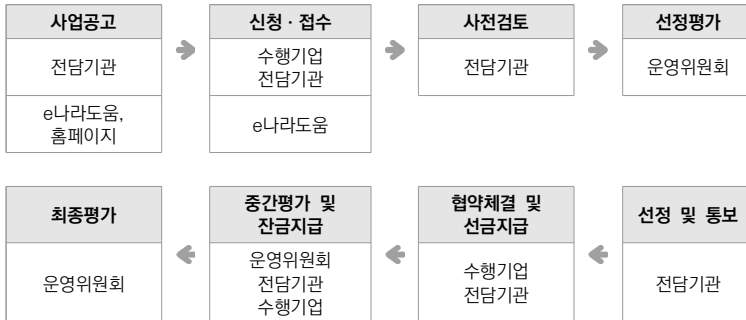 사업공고
전담기관
e나라도움,
홈페이지
신청 · 접수
수행기업
전담기관
e나라도움
사전검토
전담기관
선정평가
운영위원회
최종평가
운영위원회
중간평가 및
잔금지급
운영위원회
전담기관
수행기업
협약체결 및
선금지급
수행기업
전담기관
선정 및 통보
전담기관